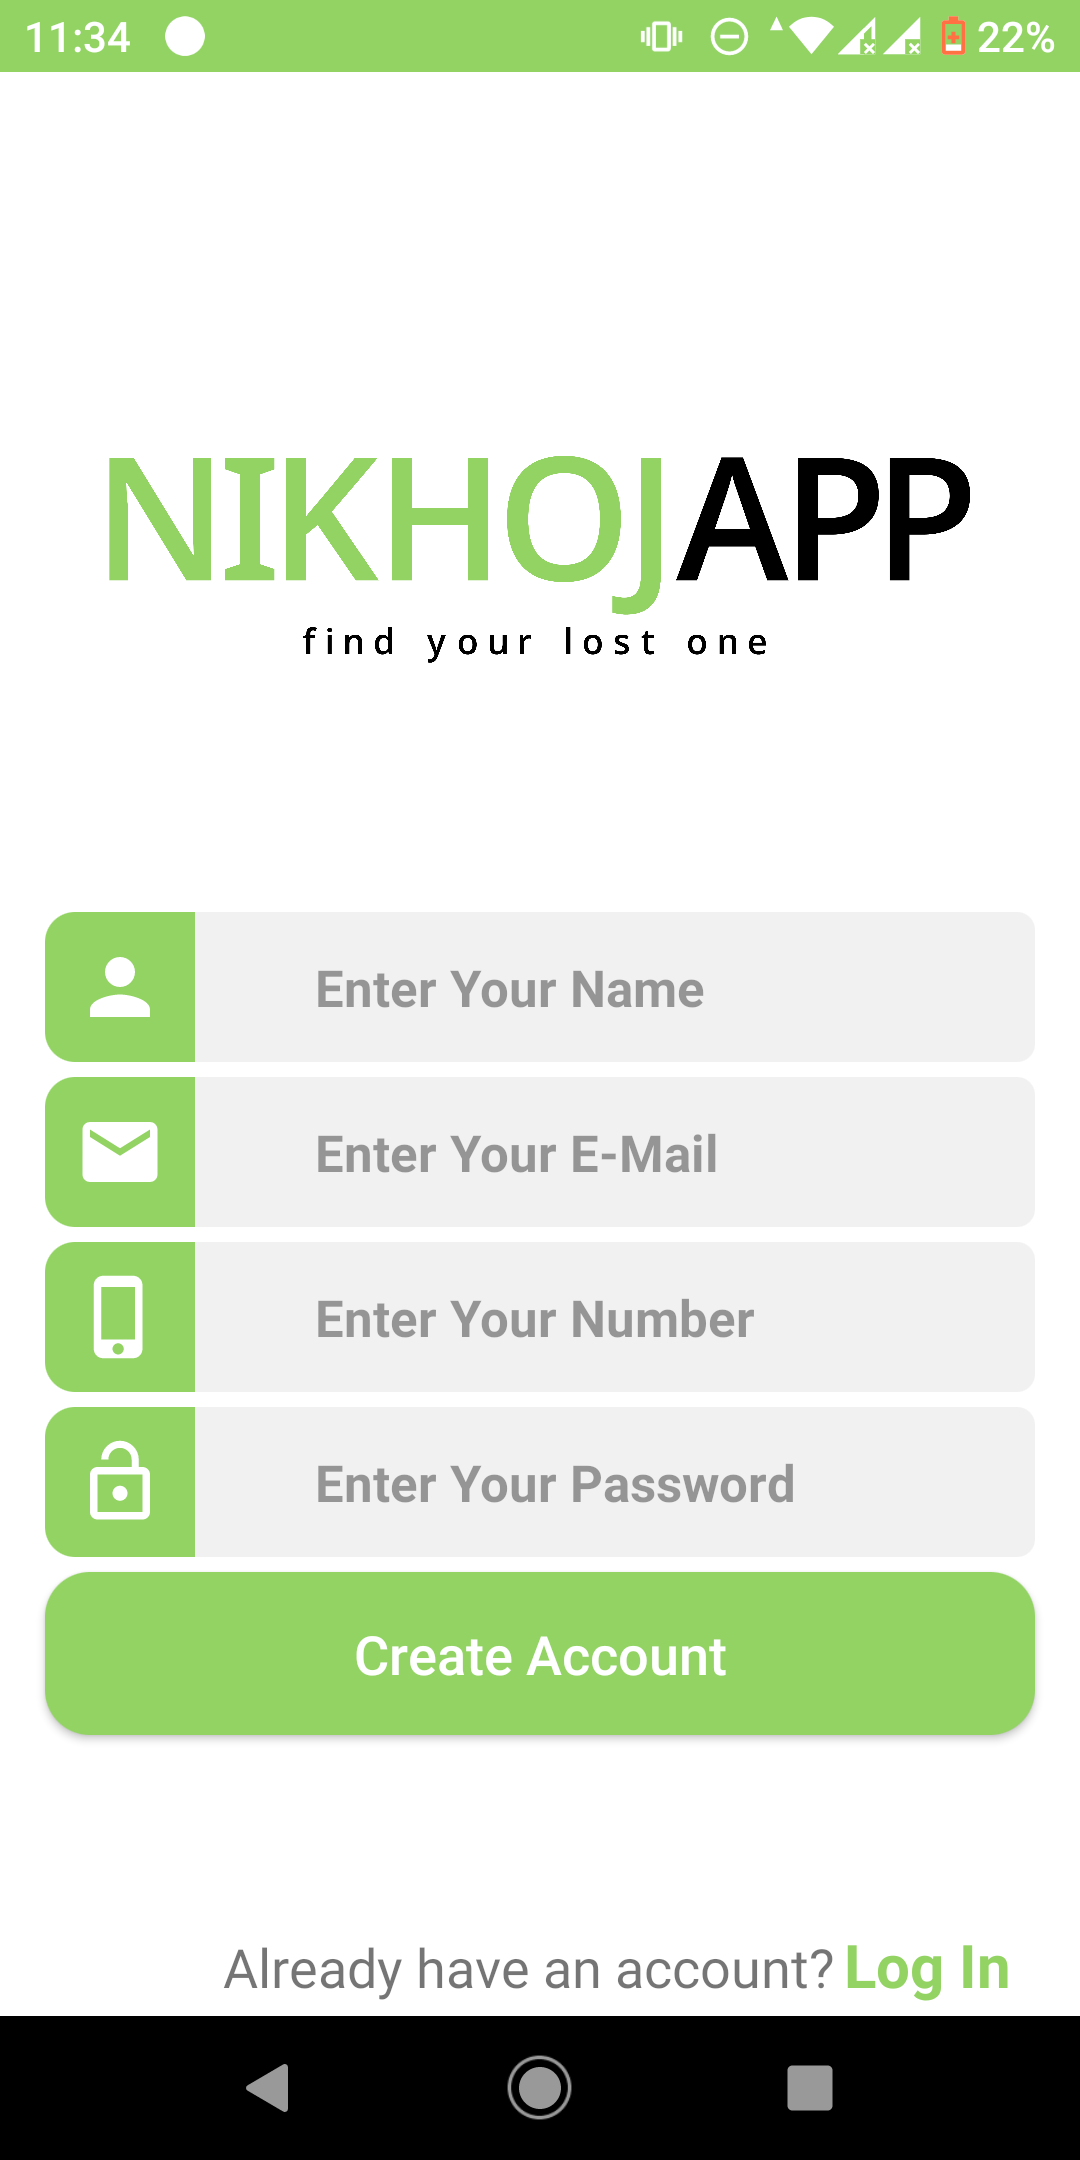 11:34 22%
NIKHOJAPP
find your lost one
Enter Your Name
Enter Your E-Mail
Enter Your Number
Enter Your Password
Create Account
Already have an account? Log In